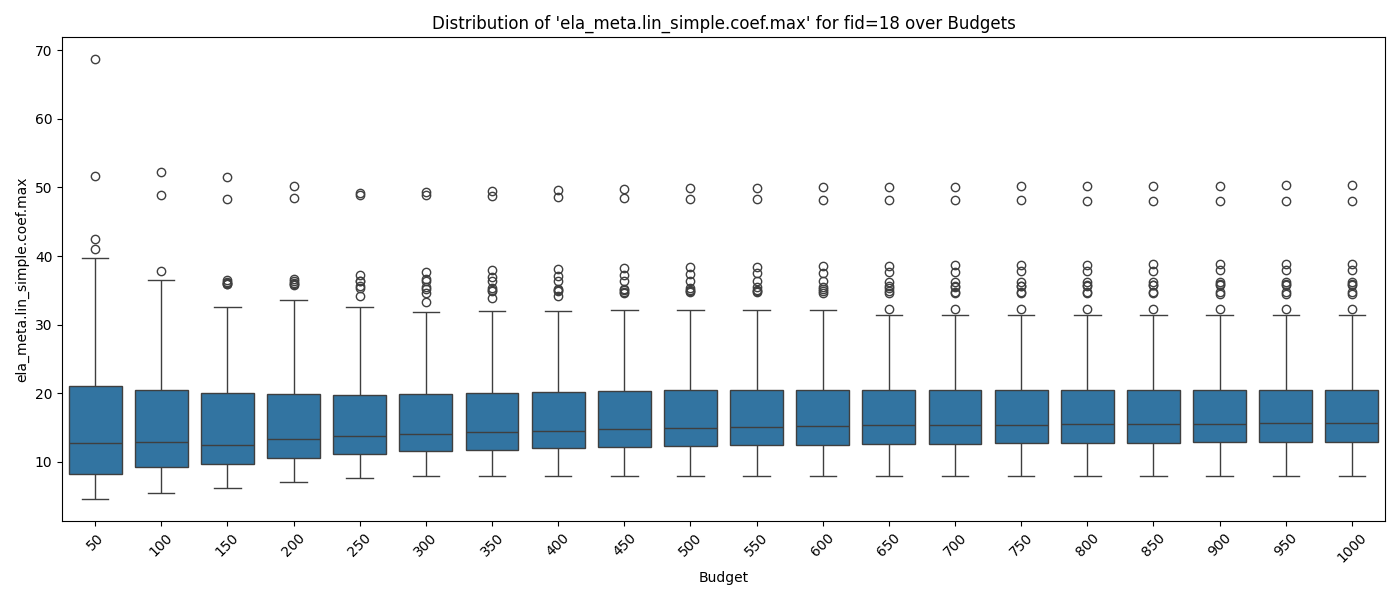 Distribution of 'ela_meta.lin_simple.coef.max' for fid=18 over Budgets
ela_meta.lin_simple.coef.max
70
60
50
40
30
20
10
50 100 150 200 250 300 350 400 450 500 550 600 650 700 750 800 850 900 950 1000
Budget